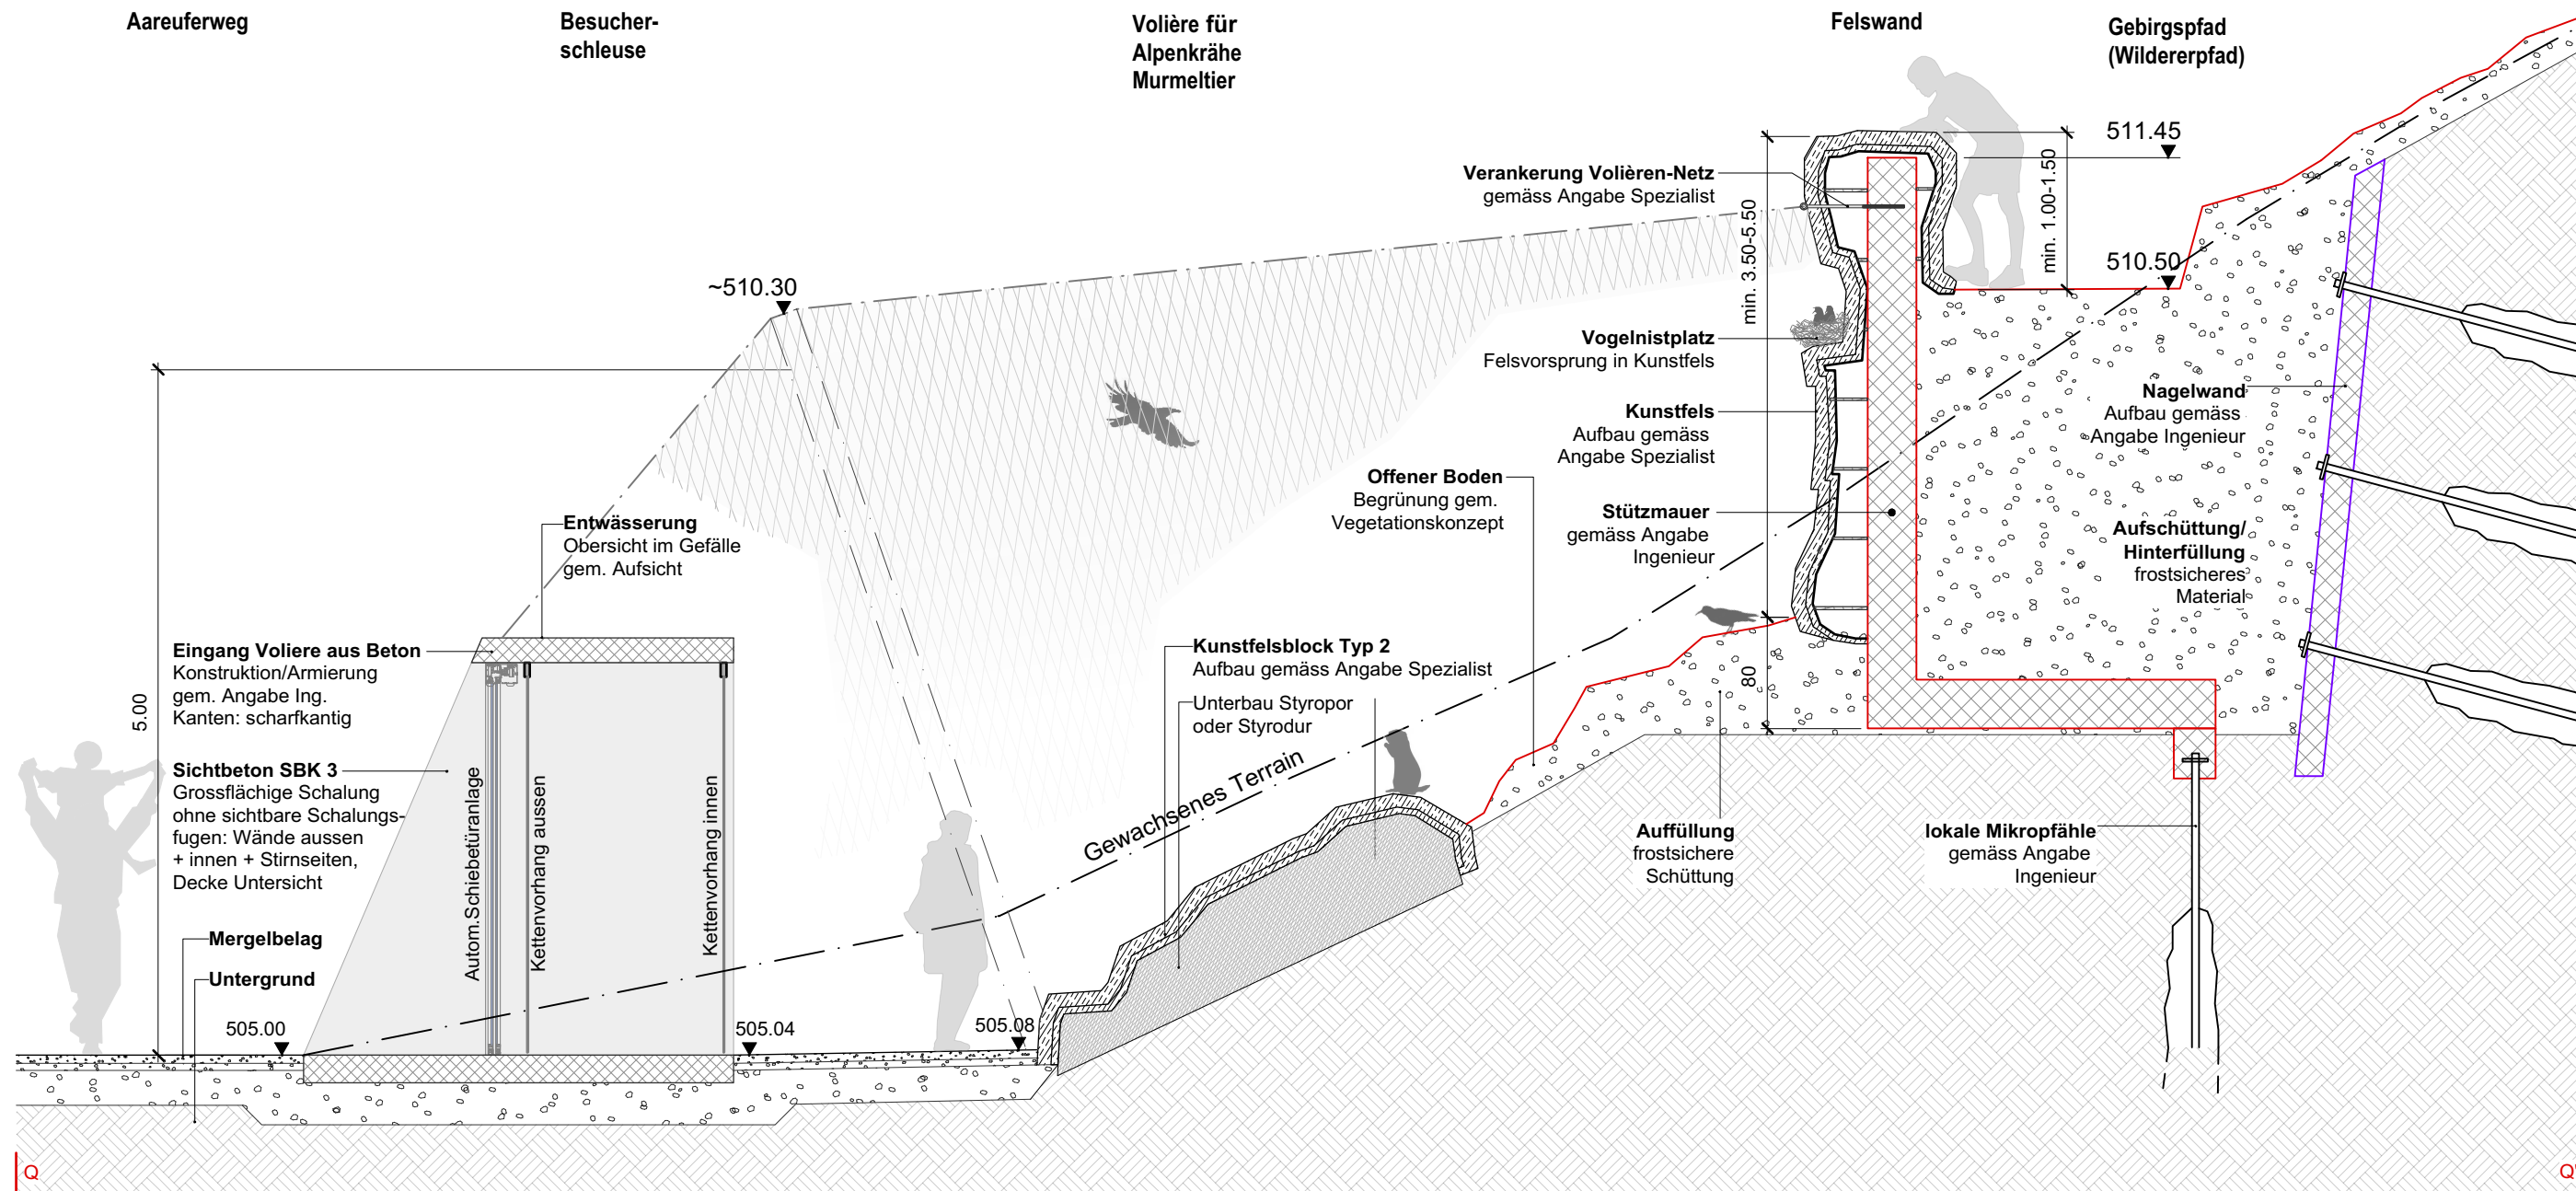 Aareuferweg
Besucher-
schleuse
Volière für
Alpenkrähe
Murmeltier
Felswand
Gebirgspfad
(Wildererpfad)
511.45
min. 1.00-1.50
510.50
Verankerung Volièren-Netz
gemäss Angabe Spezialist
min. 3.50-5.50
~510.30
Vogelnistplatz
Felsvorsprung in Kunstfels
Kunstfels
Aufbau gemäss
Angabe Spezialist
Nagelwand
Aufbau gemäss
Angabe Ingenieur
Offener Boden
Begrünung gem.
Vegetationskonzept
Stützmauer
gemäss Angabe
Ingenieur
Aufschüttung/
Hinterfüllung
frostsicheres
Material
Entwässerung
Obersicht im Gefälle
gem. Aufsicht
Eingang Voliere aus Beton
Konstruktion/Armierung
gem. Angabe Ing.
Kanten: scharfkantig
5.00
Sichtbeton SBK 3
Grossflächige Schalung
ohne sichtbare Schalungs-
fugen: Wände aussen
+ innen + Stirnseiten,
Decke Untersicht
Autom.Schiebetüranlage
Kettenvorhang aussen
Kettenvorhang innen
Kunstfelsblock Typ 2
Aufbau gemäss Angabe Spezialist
Unterbau Styropor
oder Styrodur
80
Gewachsenes Terrain
Auffüllung
frostsichere
Schüttung
lokale Mikropfähle
gemäss Angabe
Ingenieur
Mergelbelag
Untergrund
505.00
505.04
505.08
Q
Q